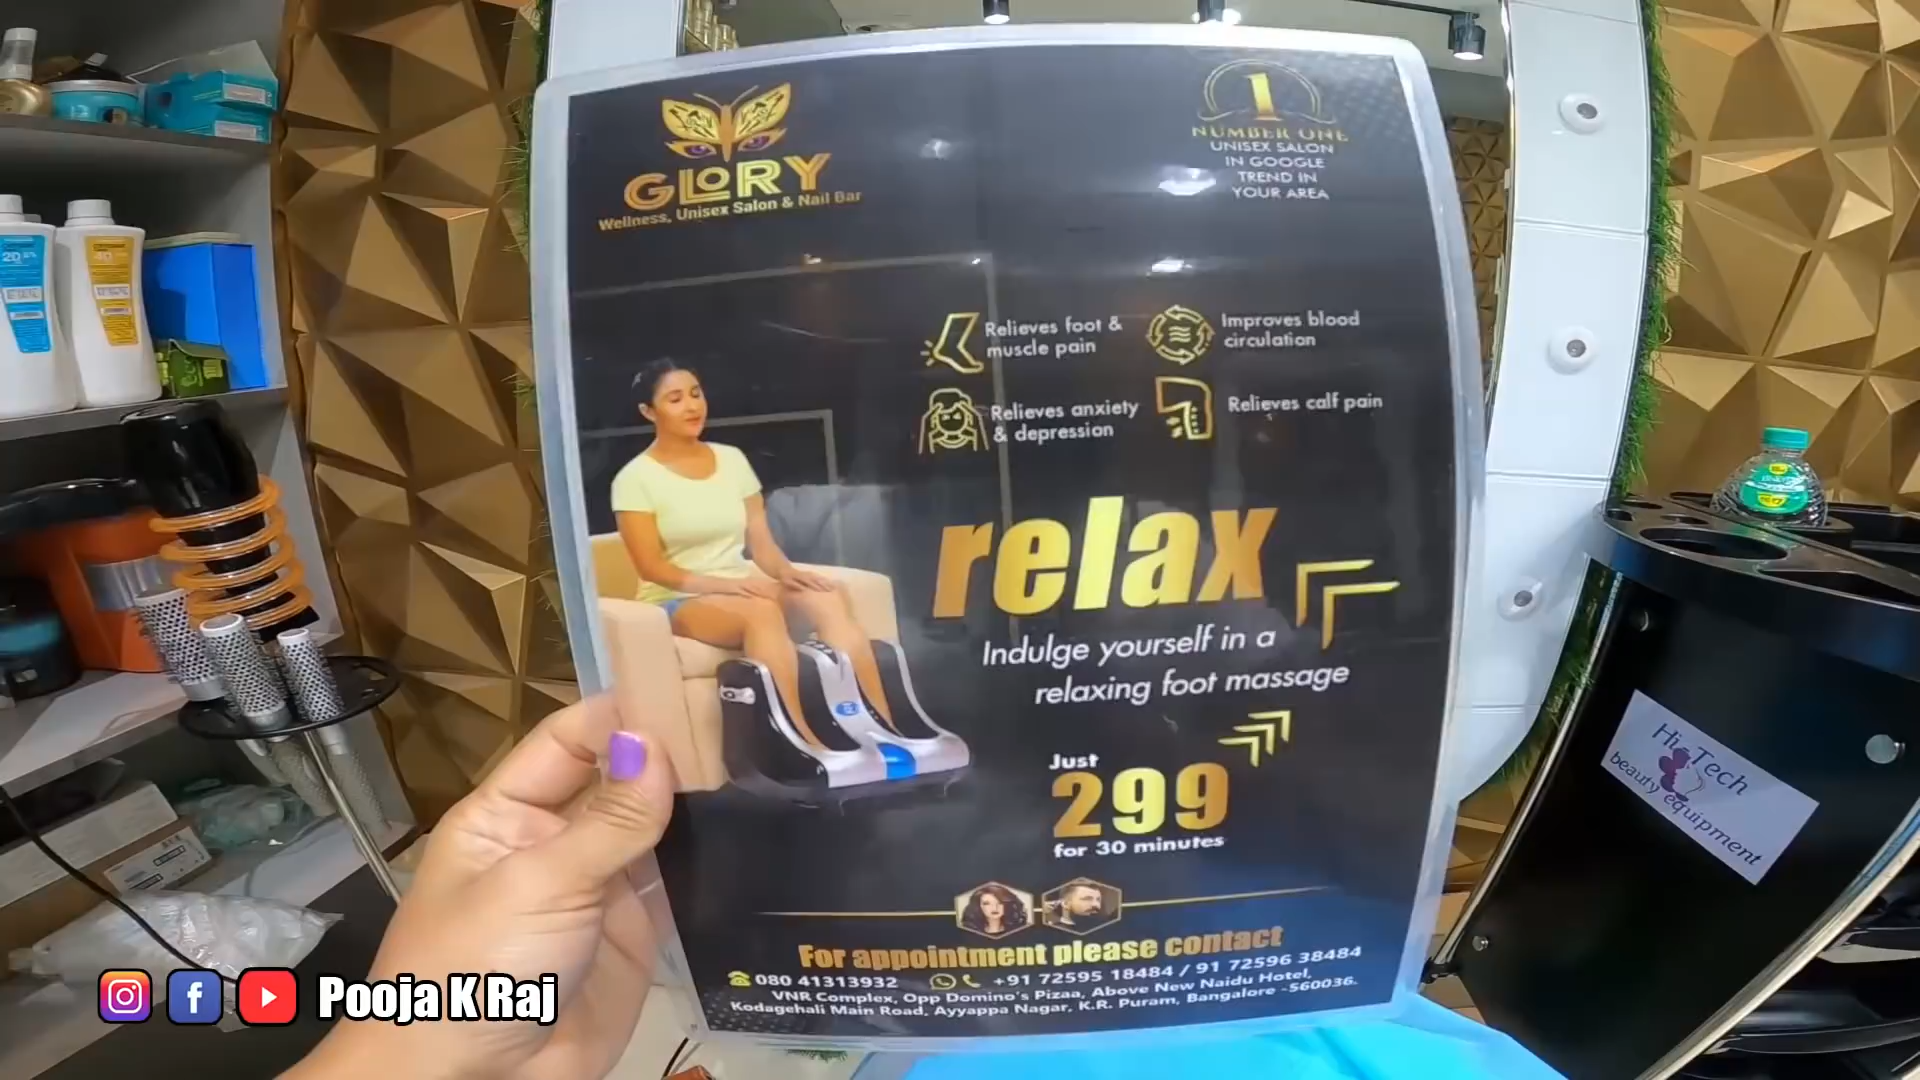 GLORY
Wellness, Unisex Salon & Nail Bar
1
NUMBER ONE
UNISEX SALON
IN GOOGLE
TREND IN
YOUR AREA
Relieves foot &
muscle pain
Improves blood
circulation
Relieves anxiety
& depression
Relieves calf pain
relax
Indulge yourself in a
relaxing foot massage
Just
299
for 30 minutes
For appointment please contact
080 41313932 +91 72595 18484 / 91 72596 38484
VNR Complex, Opp Domino's Pizaa, Above New Naidu Hotel,
Kodagehali Main Road, Ayyappa Nagar, K.R. Puram, Bangalore -560036.
Hi Tech
beauty equipment
20
40
Pooja K Raj